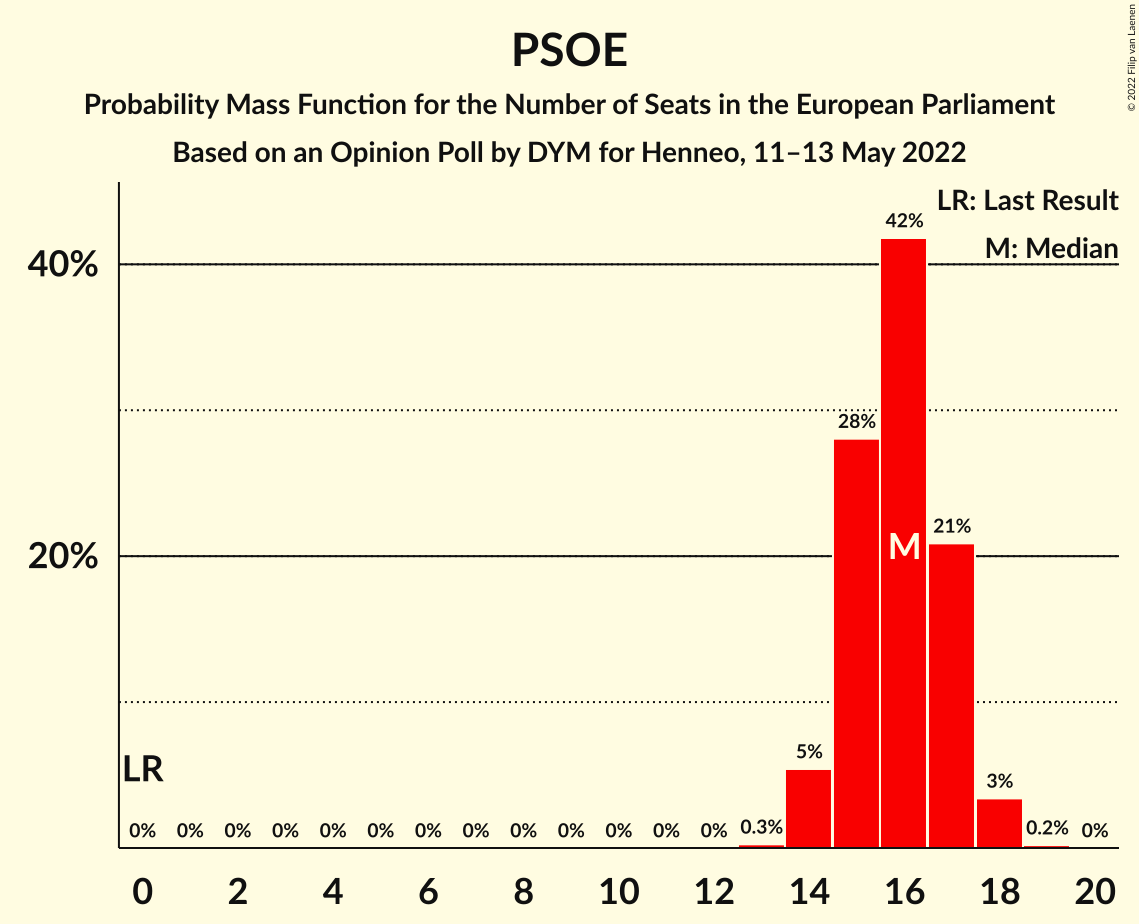 PSOE
Probability Mass Function for the Number of Seats in the European Parliament
Based on an Opinion Poll by DYM for Henneo, 11–13 May 2022
© 2022 Filip van Laenen
LR: Last Result
M: Median
40%
20%
42%
28%
21%
M
5%
3%
LR
0% 0% 0% 0% 0% 0% 0% 0% 0% 0% 0% 0% 0% 0.3% 0.2% 0%
0 2 4 6 8 10 12 14 16 18 20